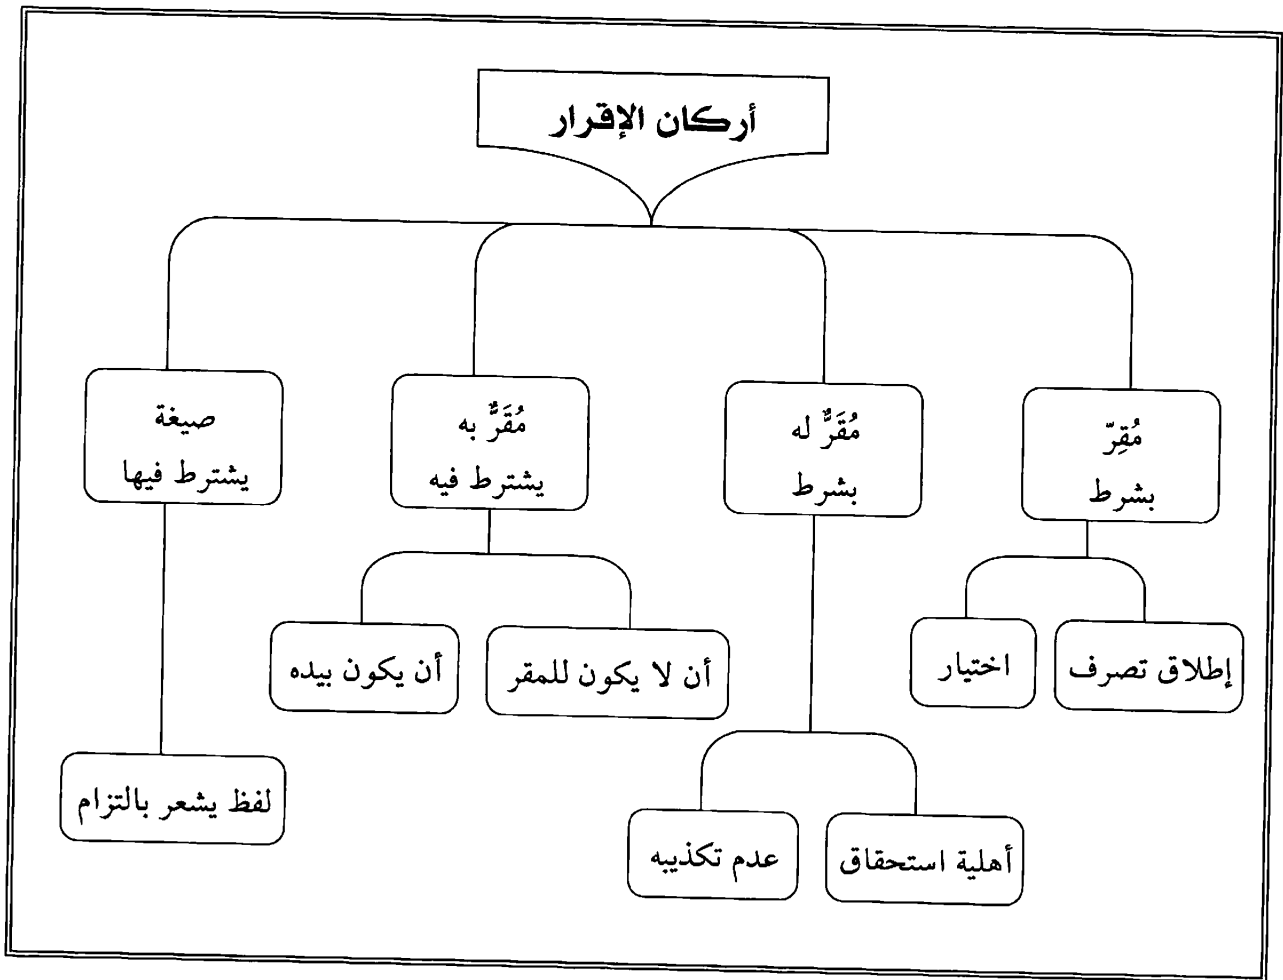 أركان الإقرار
مُقِرّ
بشرط
إطلاق تصرف
اختيار
مُقَرٌّ له
بشرط
أهلية استحقاق
عدم تكذيبه
مُقَرٌّ به
يشترط فيه
أن لا يكون للمقر
أن يكون بيده
صيغة
يشترط فيها
لفظ يشعر بالتزام